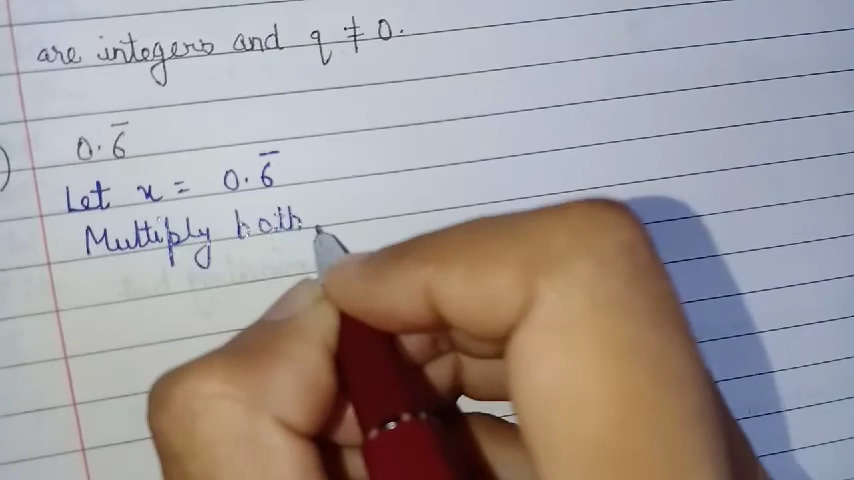 are integers and q ≠ 0.
) 0.6̅
Let x = 0.6̅
Multiply both